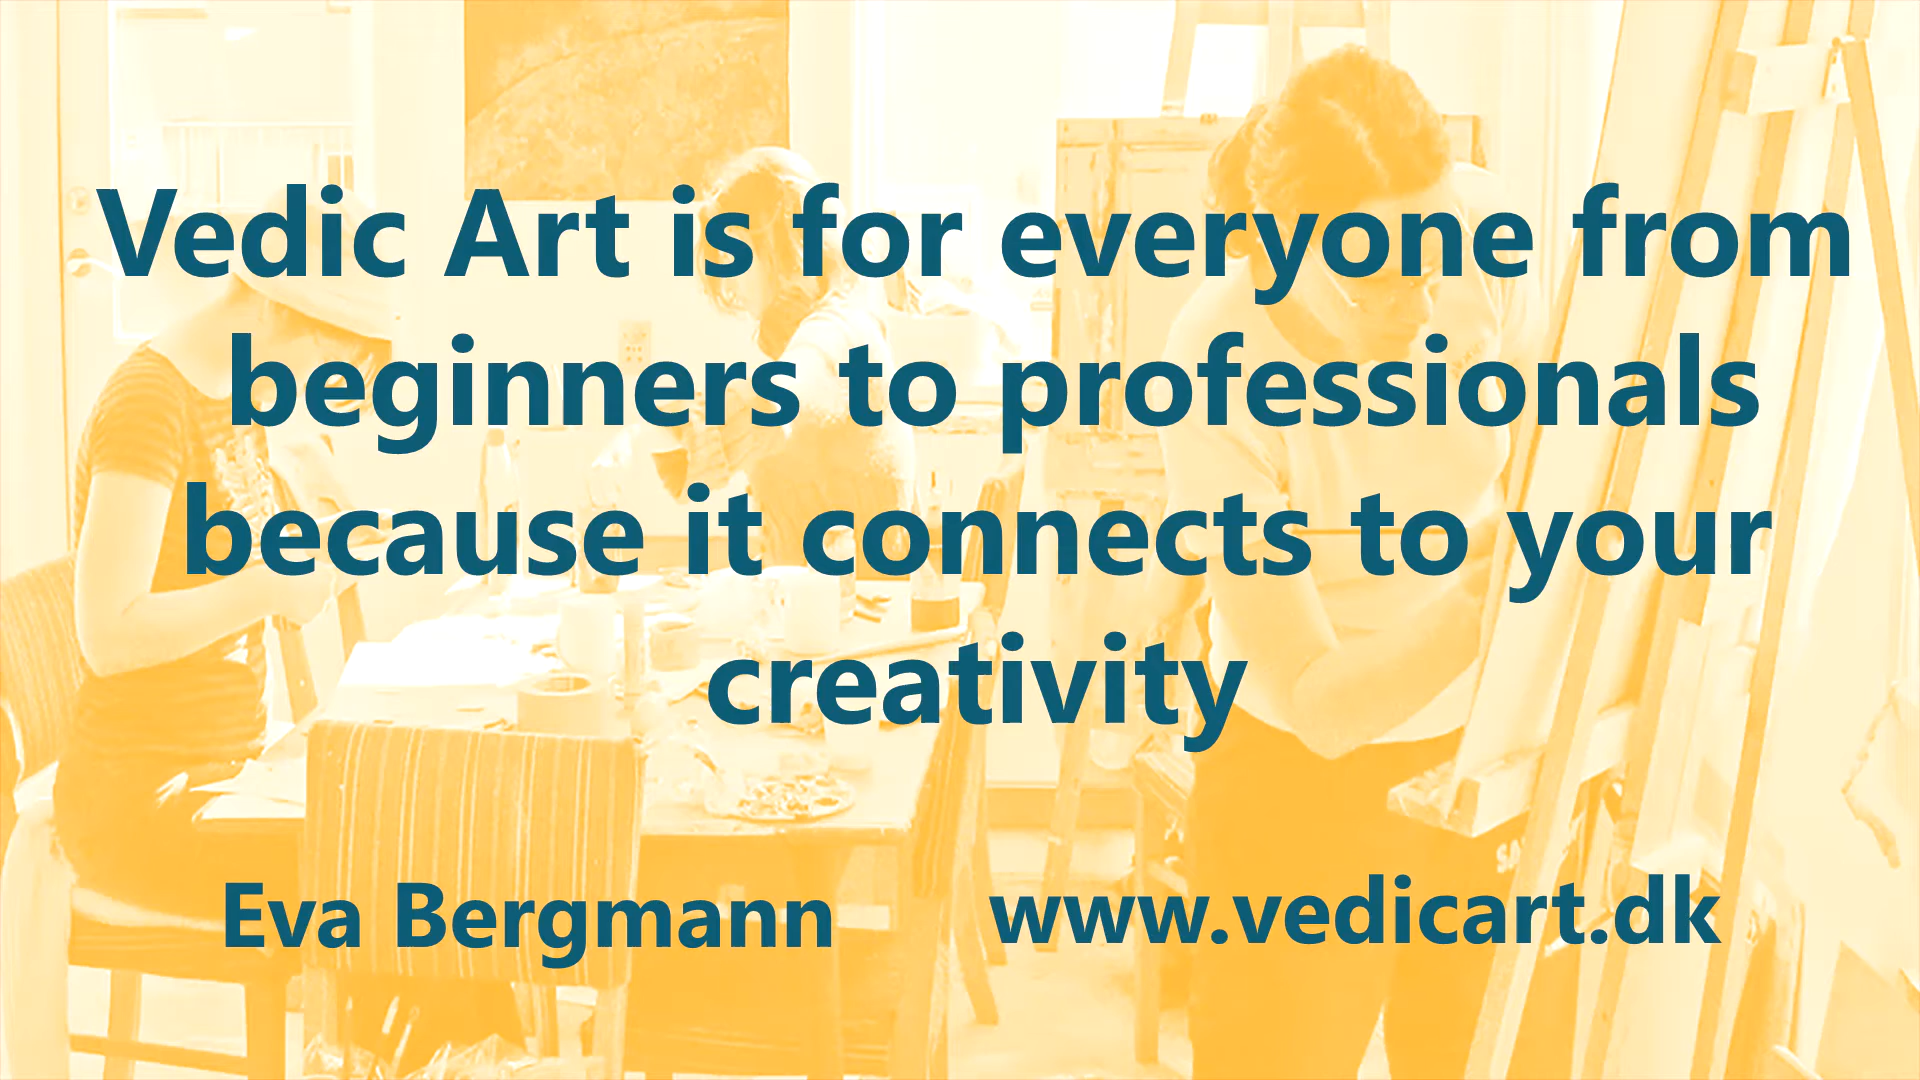 Vedic Art is for everyone from
beginners to professionals
because it connects to your
creativity
Eva Bergmann
www.vedicart.dk